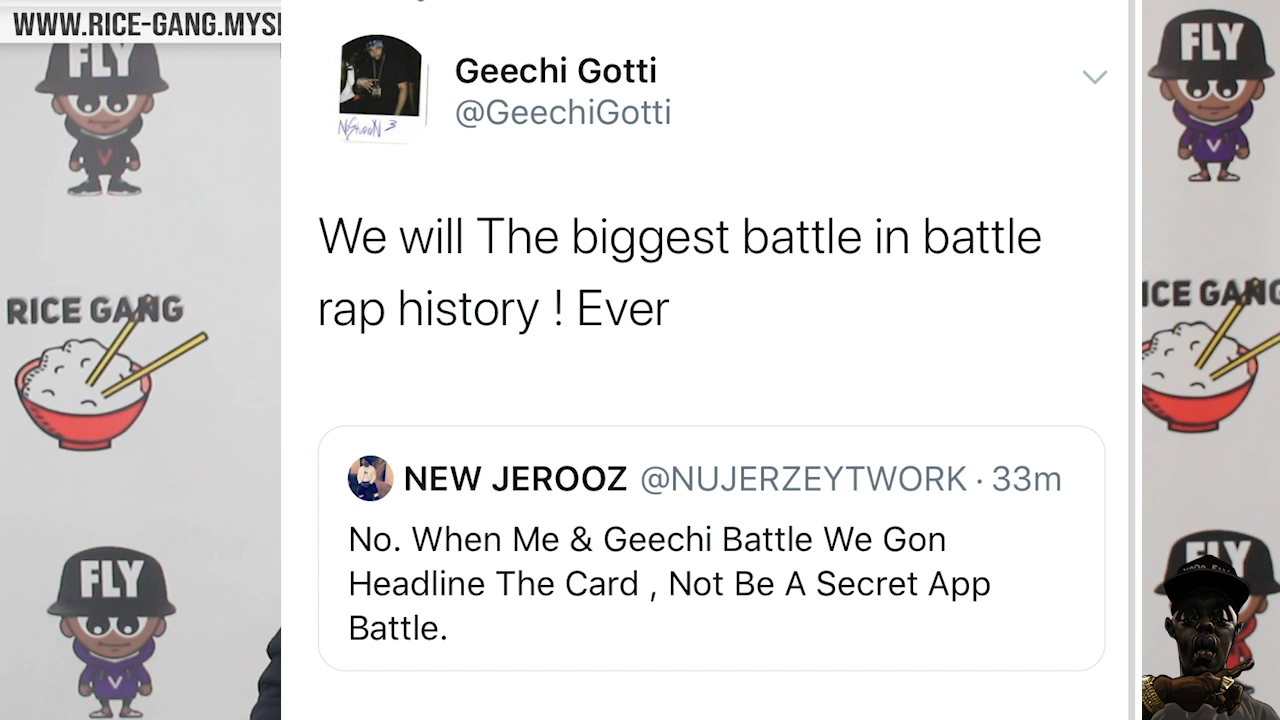 WWW.RICE-GANG.MYS
FLY
RICE GANG
FLY
Geechi Gotti
@GeechiGotti
We will The biggest battle in battle
rap history ! Ever
NEW JEROOZ @NUJERZEYTWORK · 33m
No. When Me & Geechi Battle We Gon
Headline The Card , Not Be A Secret App
Battle.
FLY
ICE GANG
FLY